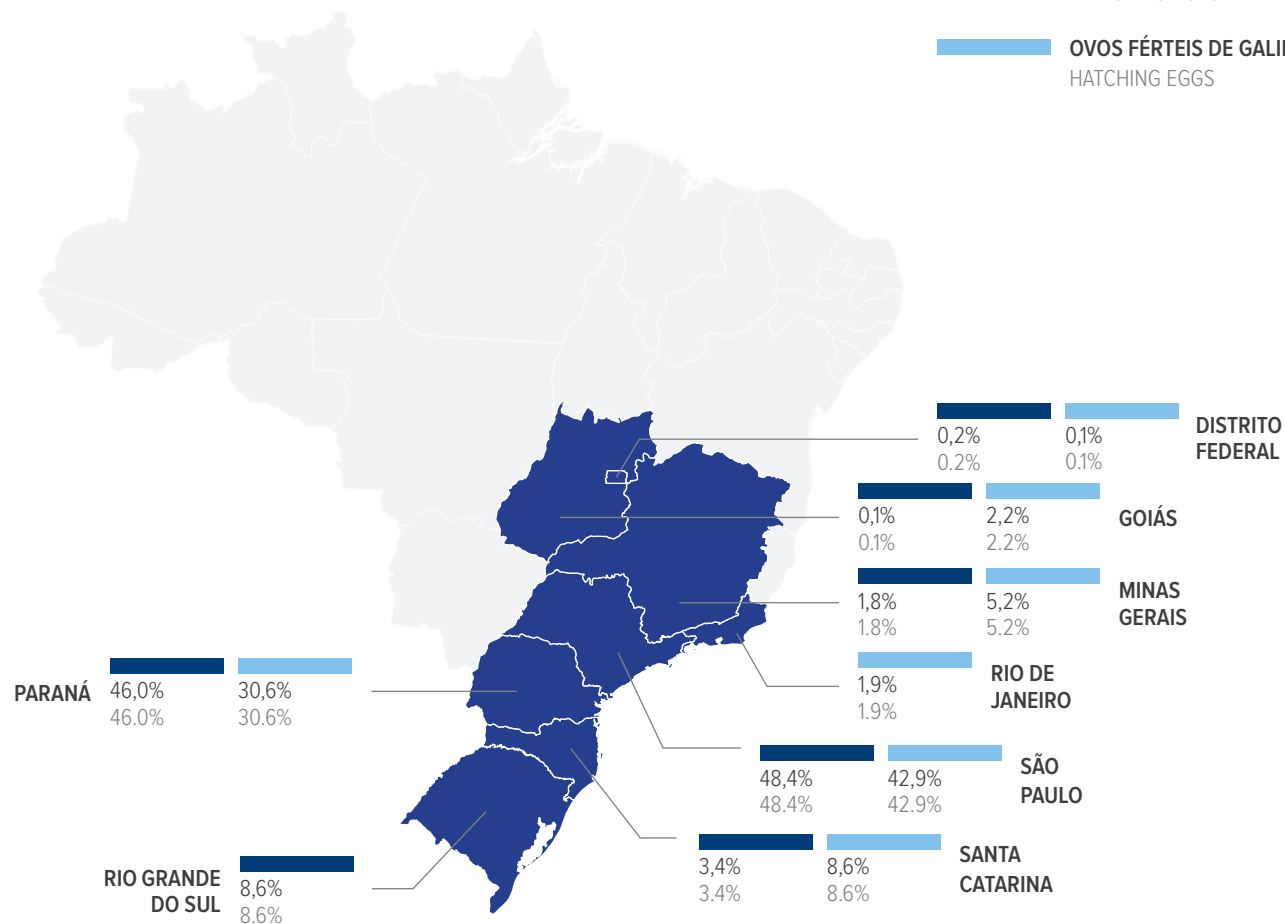 OVOS FÉRTEIS DE
HATCHING EGGS
0,2%
0.2%
0,1%
0.1%
DISTRITO
FEDERAL
0,1%
0.1%
2,2%
2.2%
GOIÁS
1,8%
1.8%
5,2%
5.2%
MINAS
GERAIS
1,9%
1.9%
RIO DE
JANEIRO
PARANÁ
46,0%
46.0%
30,6%
30.6%
48,4%
48.4%
42,9%
42.9%
SÃO
PAULO
3,4%
3.4%
8,6%
8.6%
SANTA
CATARINA
RIO GRANDE
DO SUL
8,6%
8.6%